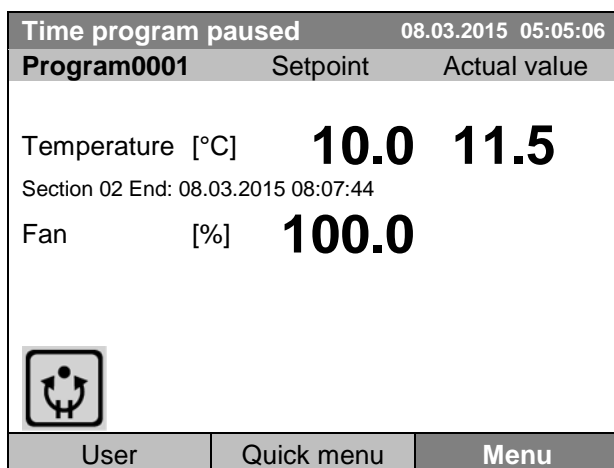 Time program paused 08.03.2015 05:05:06
Program0001 Setpoint Actual value
Temperature [°C] 10.0 11.5
Section 02 End: 08.03.2015 08:07:44
Fan [%] 100.0
User Quick menu Menu